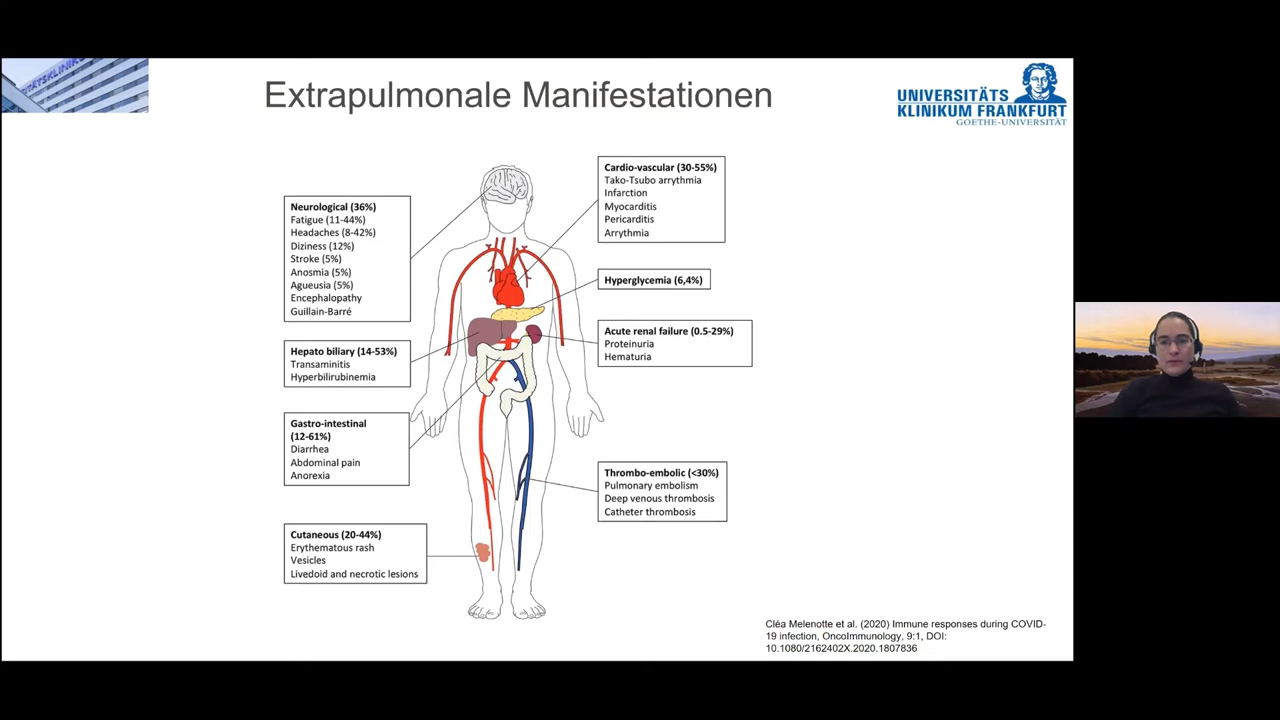 ITÄTSKLINIK
Extrapulmonale Manifestationen
UNIVERSITÄTS
KLINIKUM FRANKFURT
GOETHE-UNIVERSITÄT
Neurological (36%)
Fatigue (11-44%)
Headaches (8-42%)
Diziness (12%)
Stroke (5%)
Anosmia (5%)
Agueusia (5%)
Encephalopathy
Guillain-Barré
Hepato biliary (14-53%)
Transaminitis
Hyperbilirubinemia
Gastro-intestinal
(12-61%)
Diarrhea
Abdominal pain
Anorexia
Cutaneous (20-44%)
Erythematous rash
Vesicles
Livedoid and necrotic lesions
Cardio-vascular (30-55%)
Tako-Tsubo arrythmia
Infarction
Myocarditis
Pericarditis
Arrythmia
Hyperglycemia (6,4%)
Acute renal failure (0.5-29%)
Proteinuria
Hematuria
Thrombo-embolic (<30%)
Pulmonary embolism
Deep venous thrombosis
Catheter thrombosis
Cléa Melenotte et al. (2020) Immune responses during COVID-
19 infection, OncoImmunology, 9:1, DOI:
10.1080/2162402X.2020.1807836